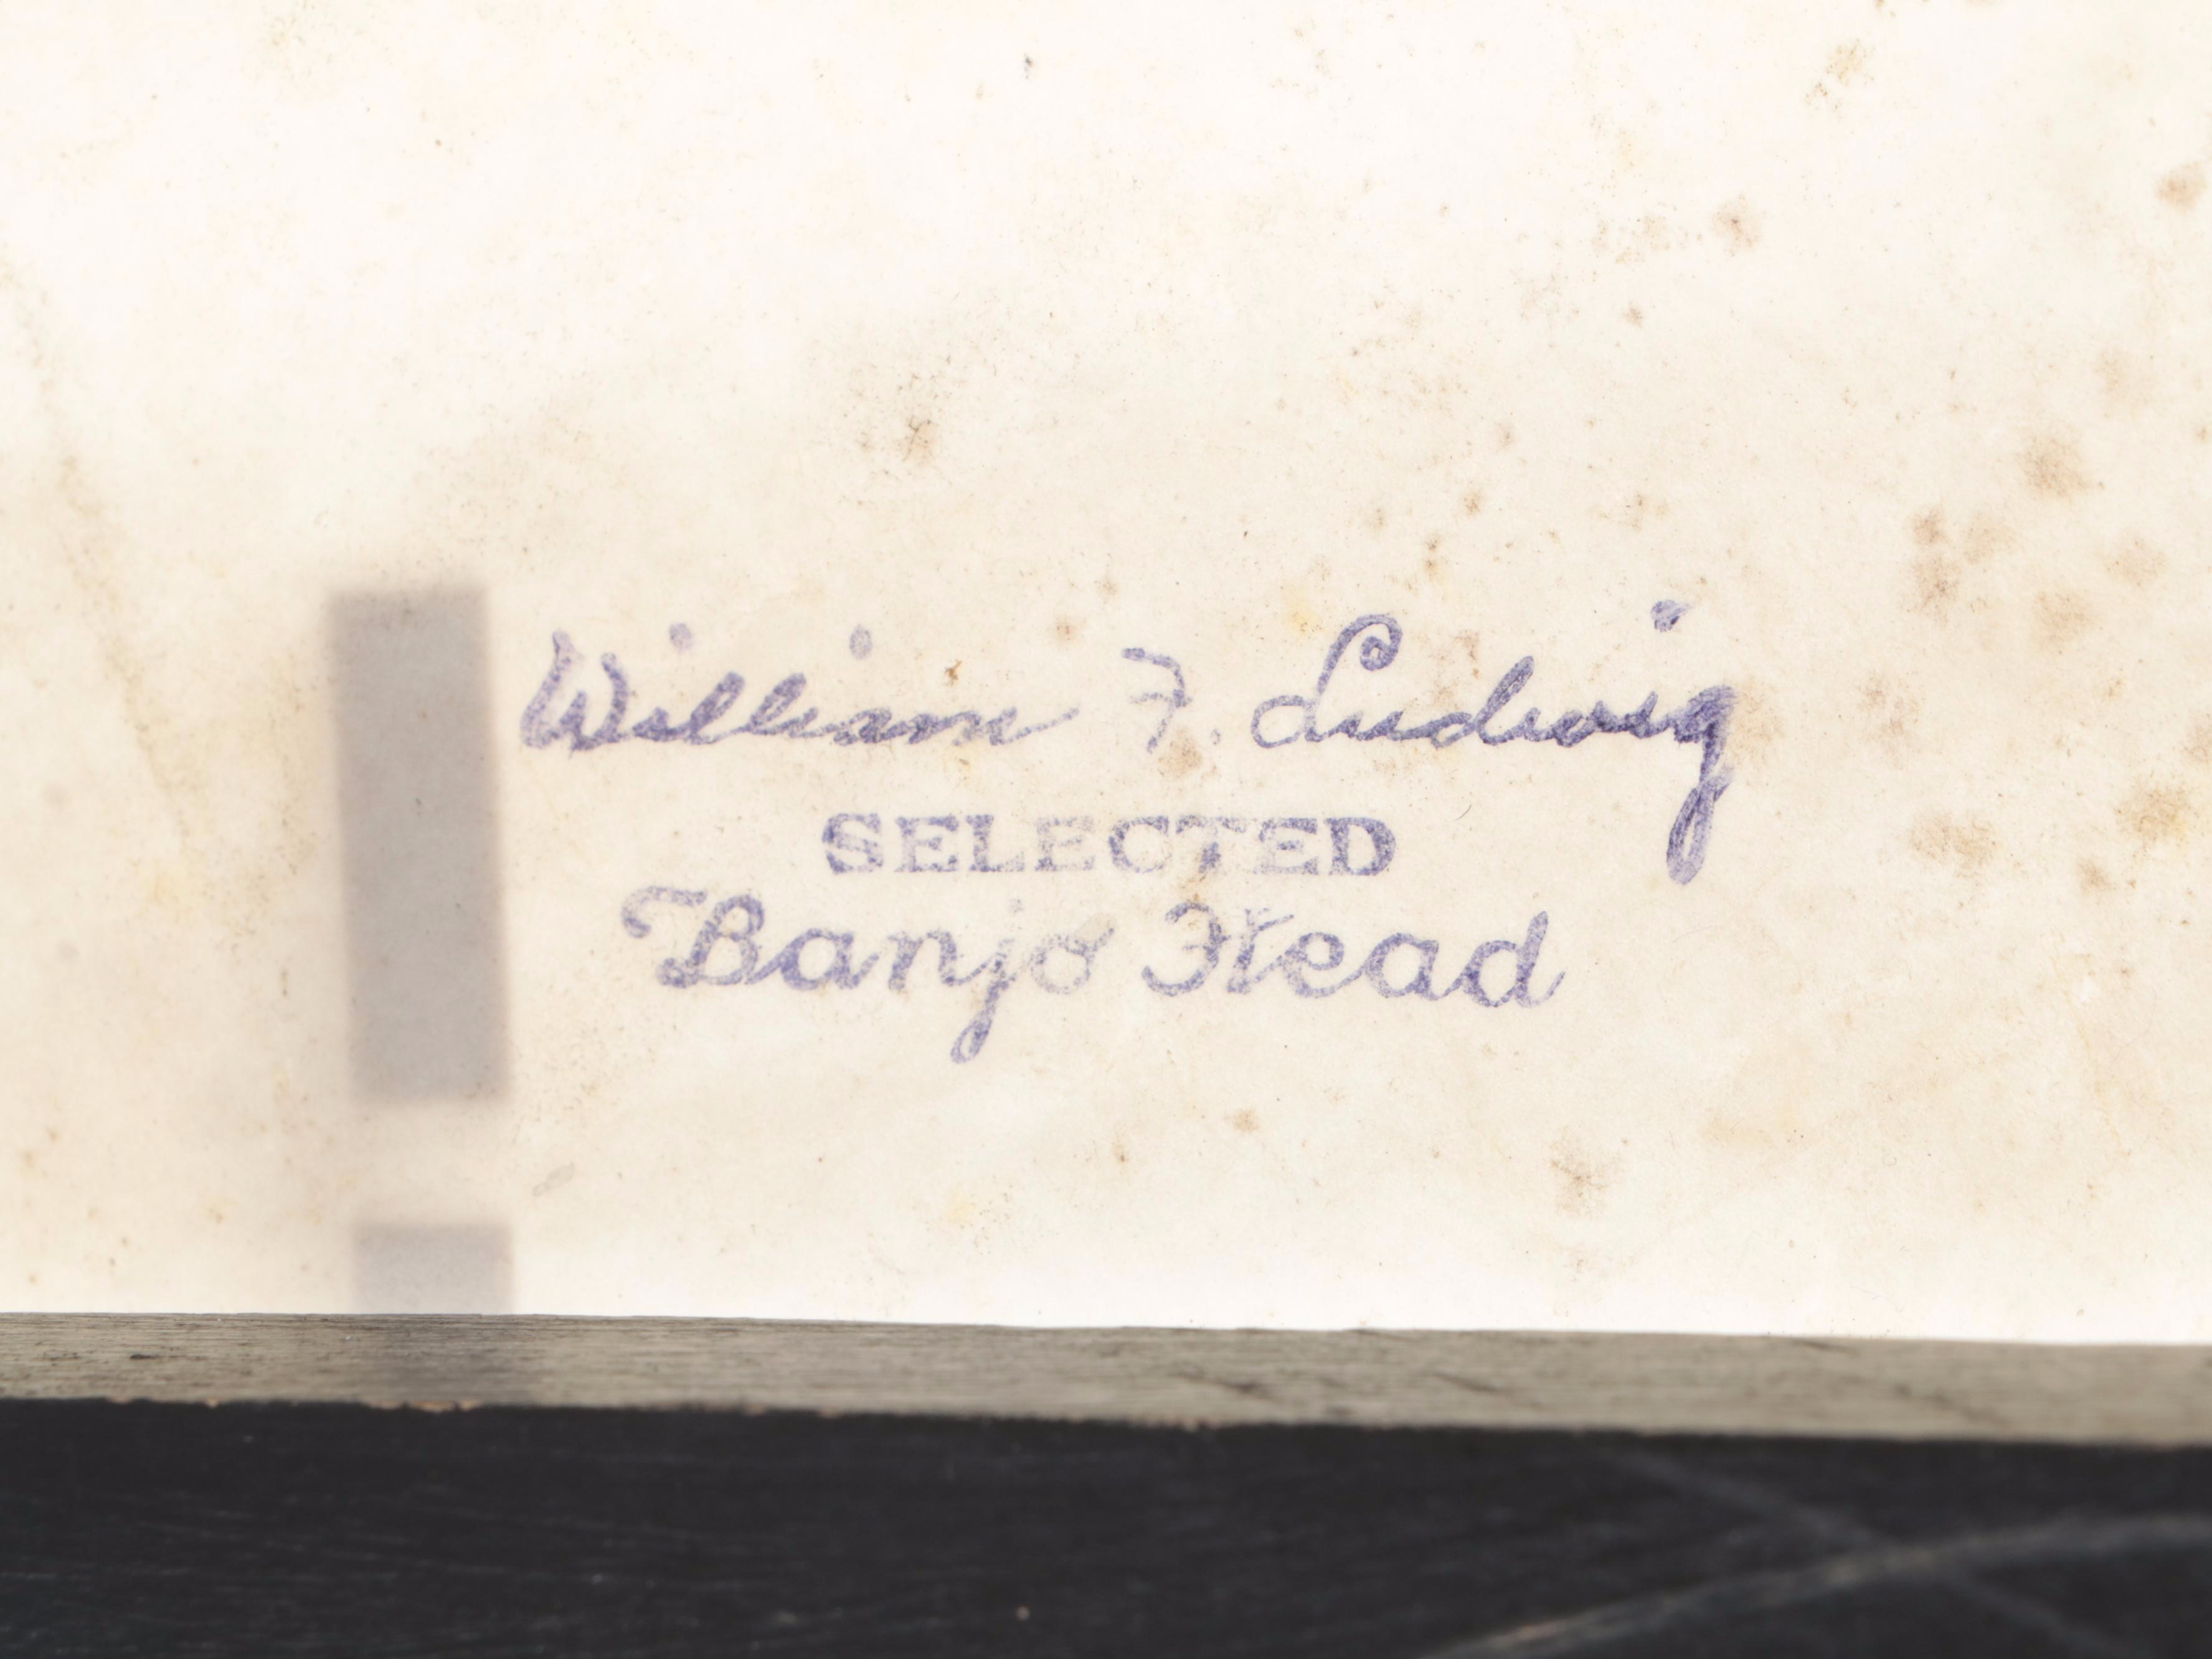 William F. Ludwig
SELECTED
Banjo Head